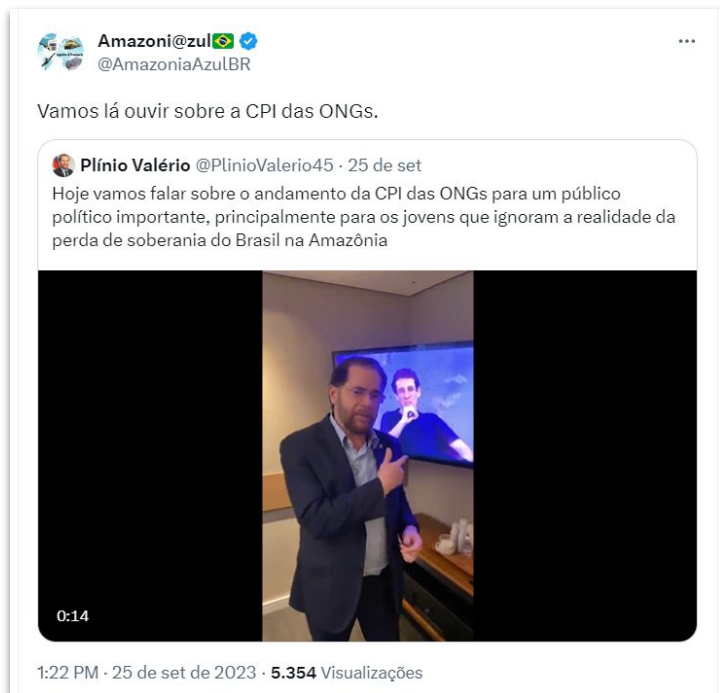 Amazoni@zul🇧🇷
@AmazoniaAzulBR
Vamos lá ouvir sobre a CPI das ONGs.
Plínio Valério @PlinioValerio45 · 25 de set
Hoje vamos falar sobre o andamento da CPI das ONGs para um público
político importante, principalmente para os jovens que ignoram a realidade da
perda de soberania do Brasil na Amazônia
0:14
1:22 PM · 25 de set de 2023 · 5.354 Visualizações